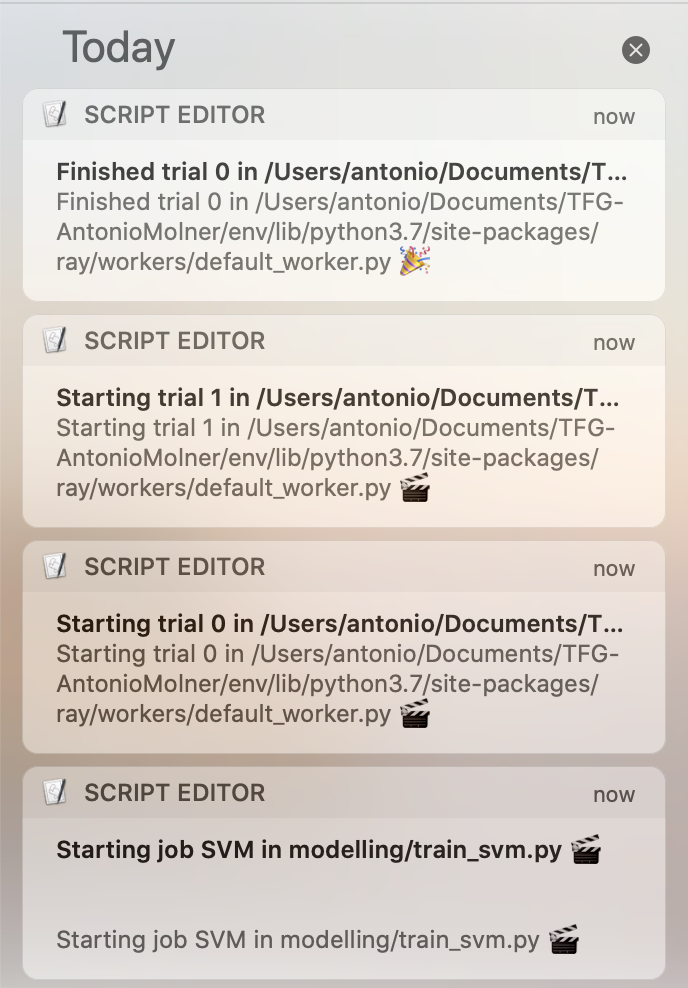 Today
SCRIPT EDITOR
now
Finished trial 0 in /Users/antonio/Documents/T...
Finished trial 0 in /Users/antonio/Documents/TFG-
AntonioMolner/env/lib/python3.7/site-packages/
ray/workers/default_worker.py 🎉
SCRIPT EDITOR
now
Starting trial 1 in /Users/antonio/Documents/T...
Starting trial 1 in /Users/antonio/Documents/TFG-
AntonioMolner/env/lib/python3.7/site-packages/
ray/workers/default_worker.py 🎬
SCRIPT EDITOR
now
Starting trial 0 in /Users/antonio/Documents/T...
Starting trial 0 in /Users/antonio/Documents/TFG-
AntonioMolner/env/lib/python3.7/site-packages/
ray/workers/default_worker.py 🎬
SCRIPT EDITOR
now
Starting job SVM in modelling/train_svm.py 🎬
Starting job SVM in modelling/train_svm.py 🎬